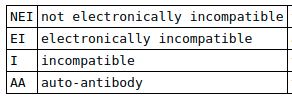 NEI not electronically incompatible
EI electronically incompatible
I incompatible
AA auto-antibody